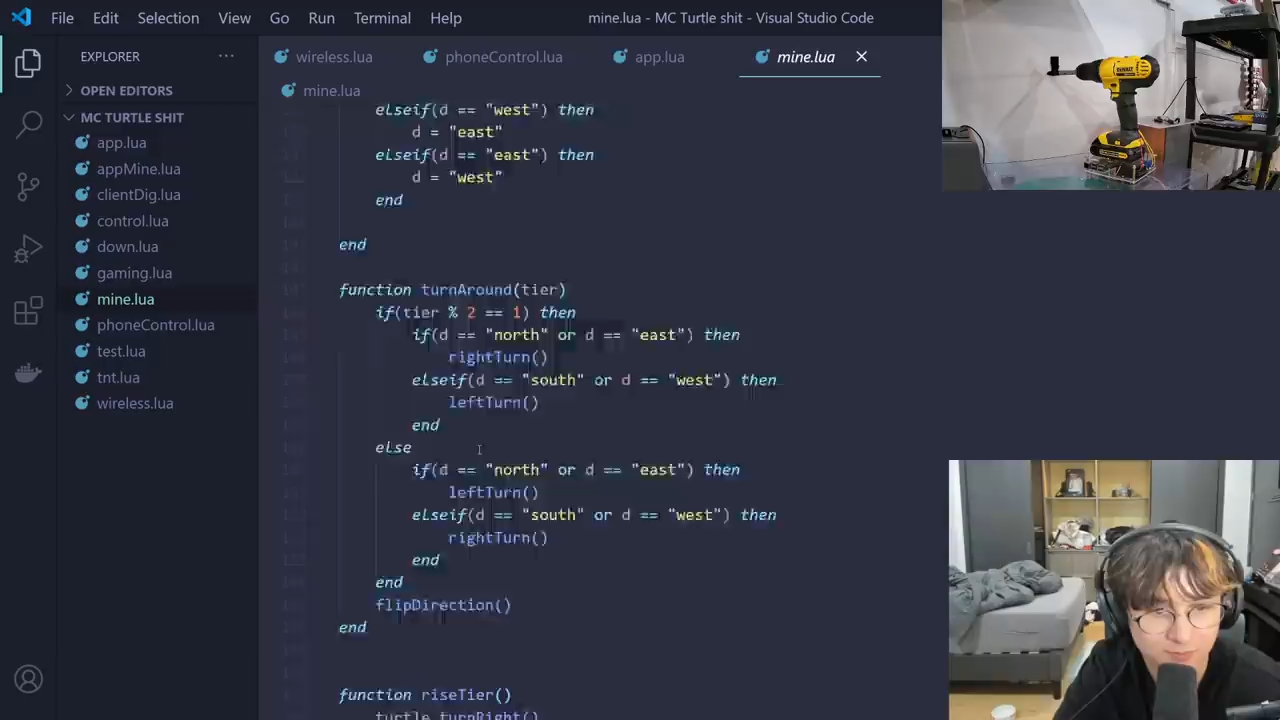 File Edit Selection View Go Run Terminal Help mine.lua - MC Turtle shit - Visual Studio Code
EXPLORER
wireless.lua phoneControl.lua app.lua mine.lua
OPEN EDITORS
mine.lua
MC TURTLE SHIT
app.lua
appMine.lua
clientDig.lua
control.lua
down.lua
gaming.lua
mine.lua
phoneControl.lua
test.lua
tnt.lua
wireless.lua
elseif(d == "west") then
d = "east"
elseif(d == "east") then
d = "west"
end
end
function turnAround(tier)
if(tier % 2 == 1) then
if(d == "north" or d == "east") then
rightTurn()
elseif(d == "south" or d == "west") then
leftTurn()
end
else
if(d == "north" or d == "east") then
leftTurn()
elseif(d == "south" or d == "west") then
rightTurn()
end
end
flipDirection()
end
function riseTier()
turtle.turnRight()